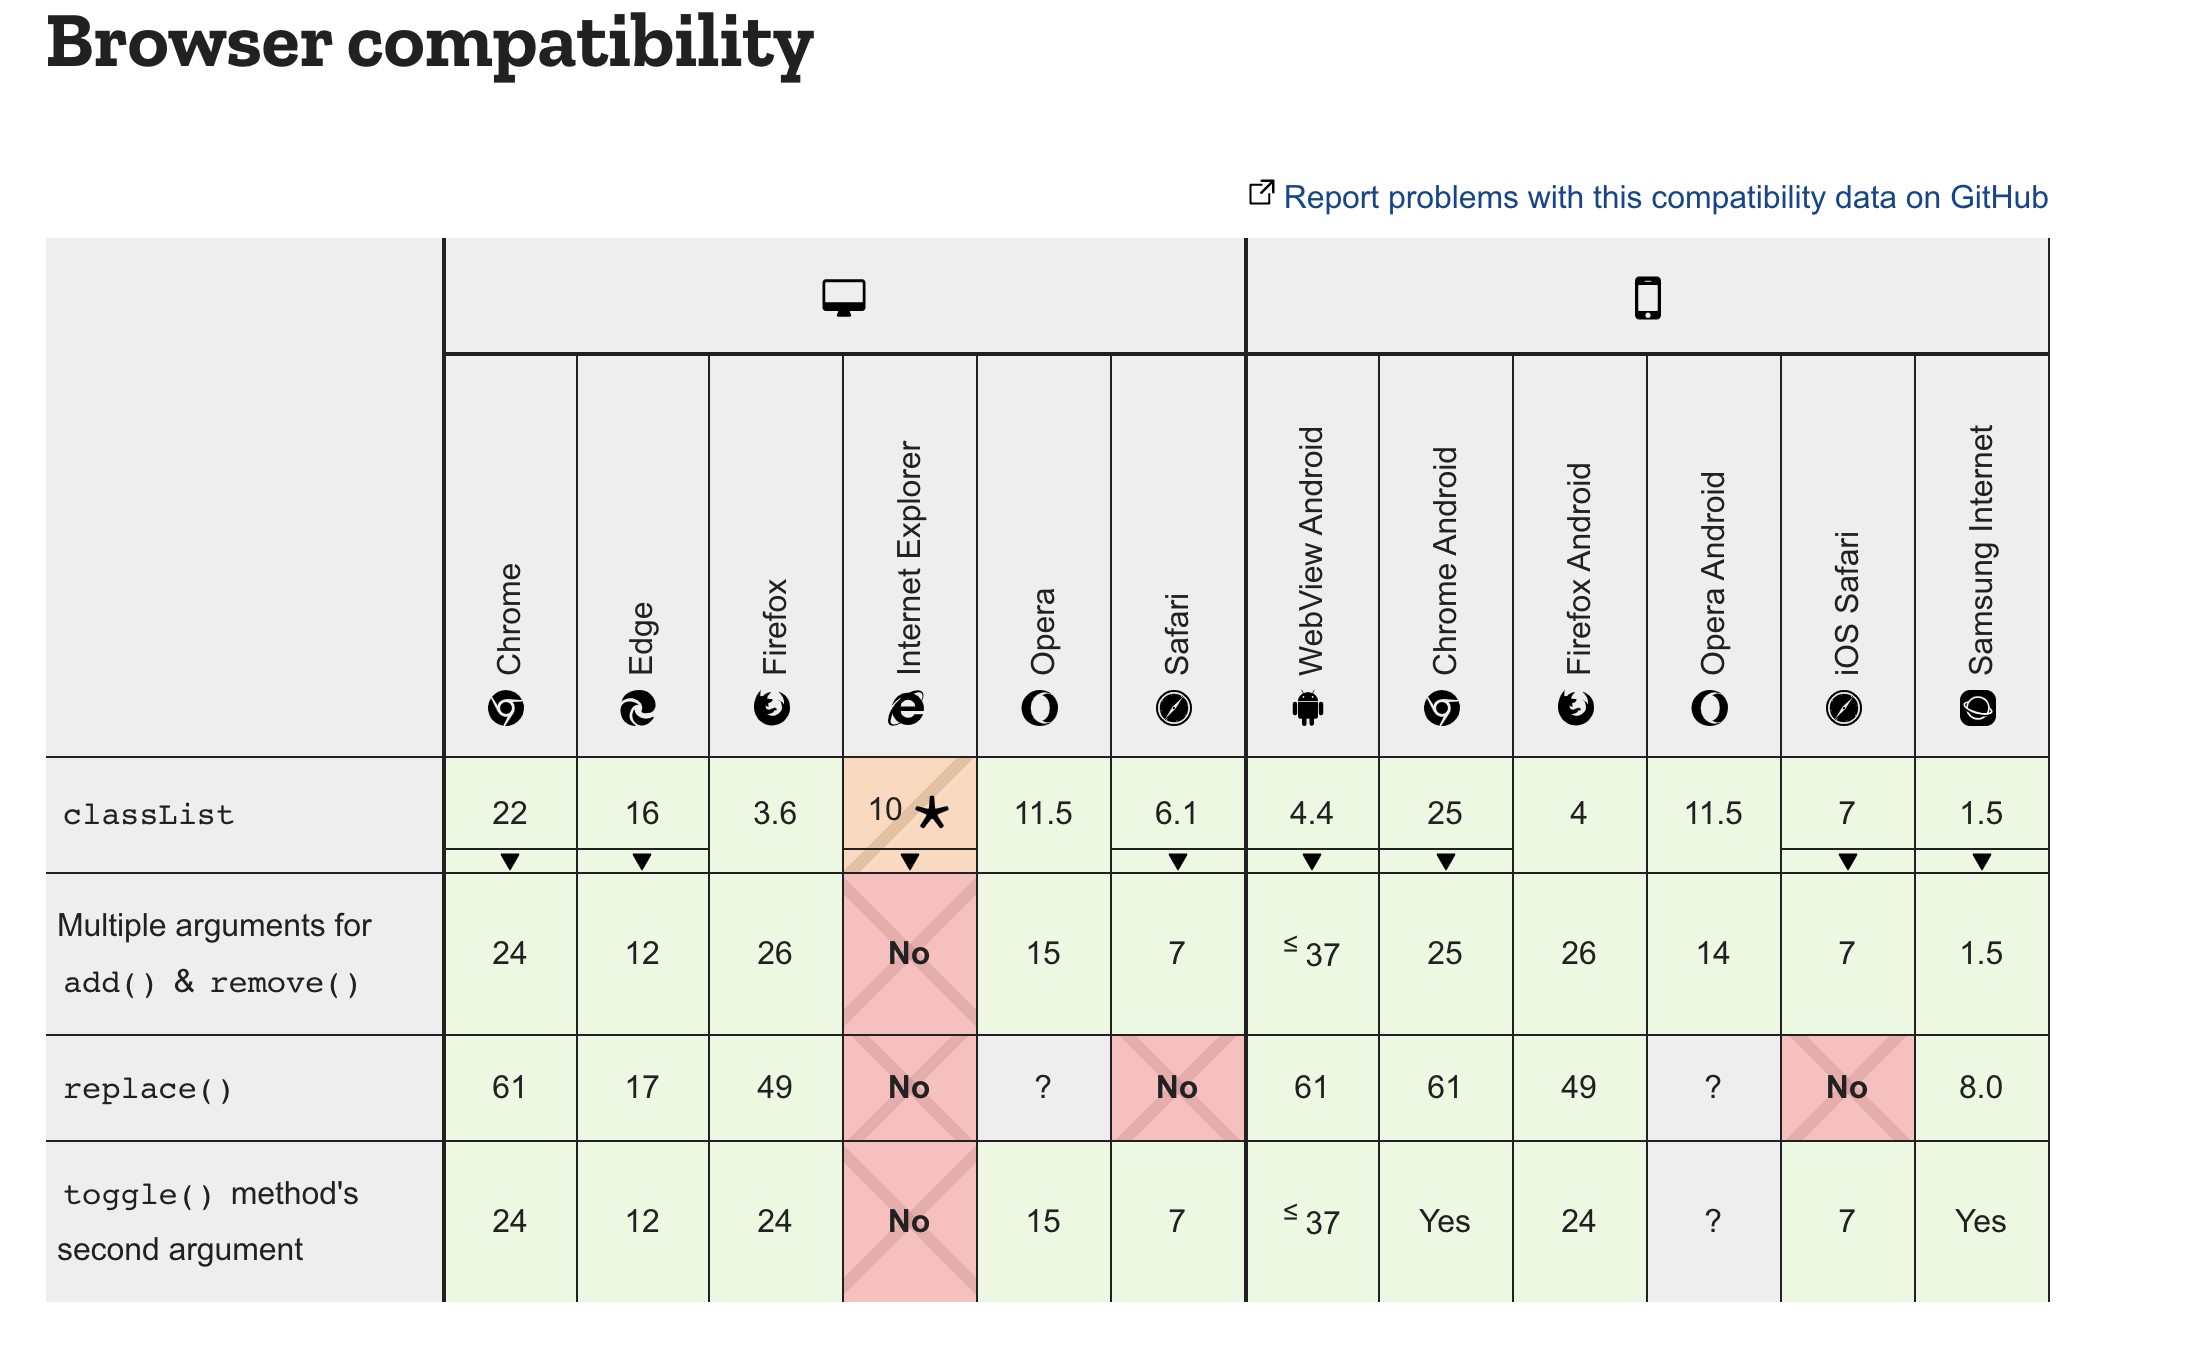 Browser compatibility
Report problems with this compatibility data on GitHub
Chrome
Edge
Firefox
Internet Explorer
Opera
Safari
WebView Android
Chrome Android
Firefox Android
Opera Android
iOS Safari
Samsung Internet
classList 22 16 3.6 10 ★ 11.5 6.1 4.4 25 4 11.5 7 1.5
▼ ▼ ▼ ▼ ▼ ▼ ▼ ▼
Multiple arguments for
add() & remove() 24 12 26 No 15 7 ≤37 25 26 14 7 1.5
replace() 61 17 49 No ? No 61 61 49 ? No 8.0
toggle() method's
second argument 24 12 24 No 15 7 ≤37 Yes 24 ? 7 Yes